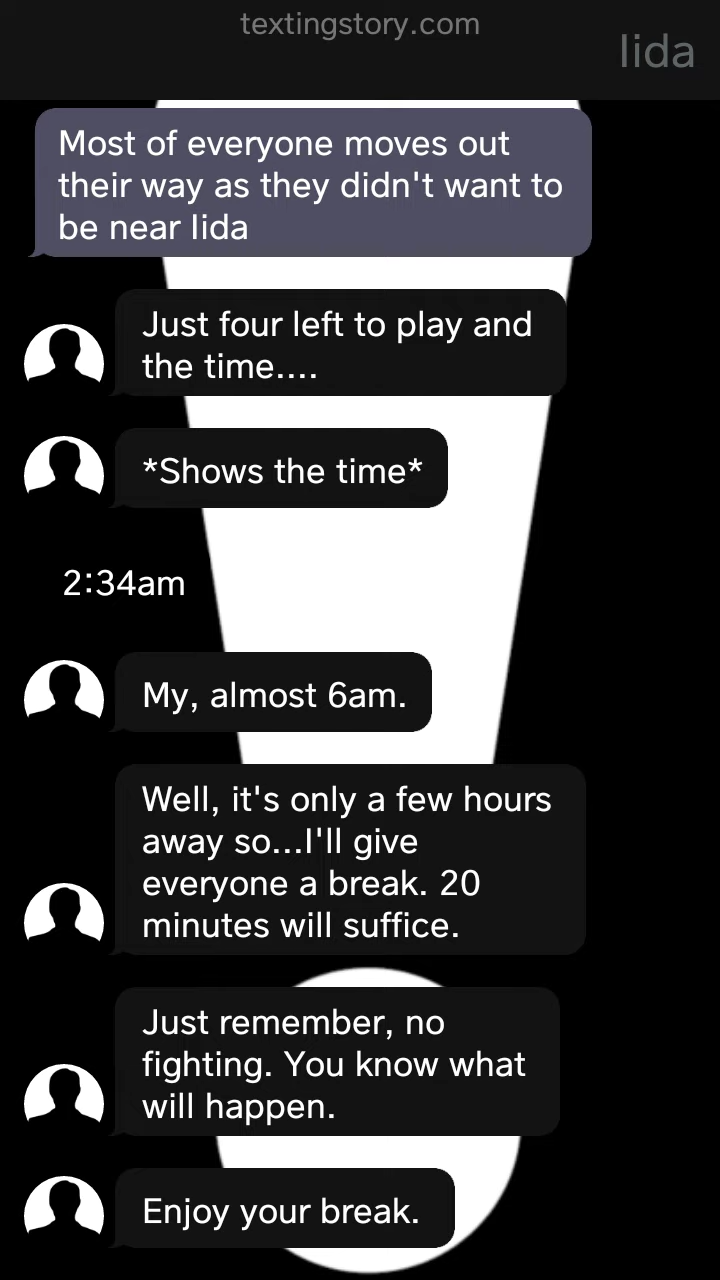 textingstory.com
Iida
Most of everyone moves out
their way as they didn't want to
be near Iida
Just four left to play and
the time....
*Shows the time*
2:34am
My, almost 6am.
Well, it's only a few hours
away so...I'll give
everyone a break. 20
minutes will suffice.
Just remember, no
fighting. You know what
will happen.
Enjoy your break.